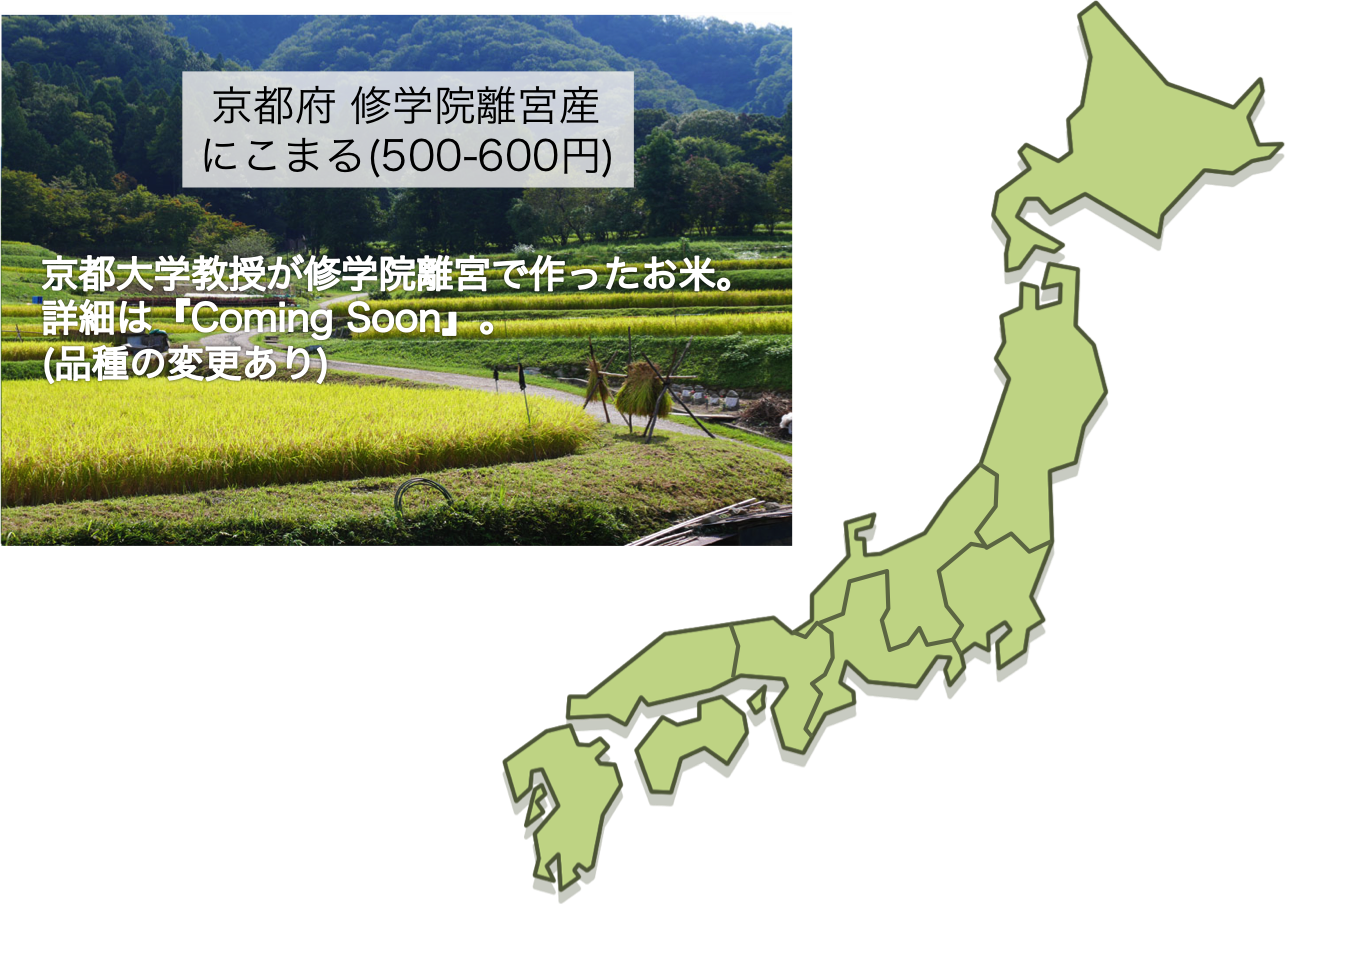 京都府 修学院離宮産
にこまる(500-600円)
京都大学教授が修学院離宮で作ったお米。
詳細は『Coming Soon』。
(品種の変更あり)